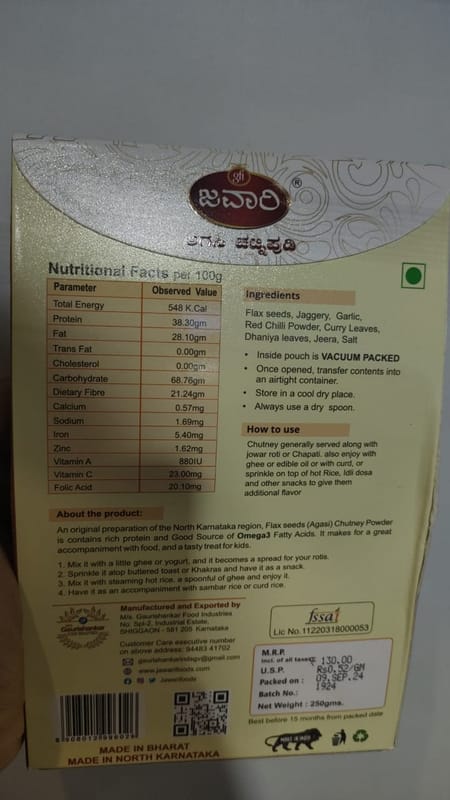 gfi
ಜವಾರಿ ®
ಅಗಸಿ ಚಟ್ನಿಪುಡಿ
Nutritional Facts per 100g
Parameter Observed Value
Total Energy 548 K.Cal
Protein 38.30gm
Fat 28.10gm
Trans Fat 0.00gm
Cholesterol 0.00gm
Carbohydrate 68.76gm
Dietary Fibre 21.24gm
Calcium 0.57mg
Sodium 1.69mg
Iron 5.40mg
Zinc 1.62mg
Vitamin A 880IU
Vitamin C 23.00mg
Folic Acid 20.10mg
Ingredients
Flax seeds, Jaggery, Garlic,
Red Chilli Powder, Curry Leaves,
Dhaniya leaves, Jeera, Salt
• Inside pouch is VACUUM PACKED
• Once opened, transfer contents into
an airtight container.
• Store in a cool dry place.
• Always use a dry spoon.
How to use
Chutney generally served along with
jowar roti or Chapati. also enjoy with
ghee or edible oil or with curd, or
sprinkle on top of hot Rice, Idli dosa
and other snacks to give them
additional flavor
About the product:
An original preparation of the North Karnataka region, Flax seeds (Agasi) Chutney Powder
is contains rich protein and Good Source of Omega3 Fatty Acids. It makes for a great
accompaniment with food, and a tasty treat for kids.
1. Mix it with a little ghee or yogurt, and it becomes a spread for your rotis.
2. Sprinkle it atop buttered toast or Khakras and have it as a snack.
3. Mix it with steaming hot rice, a spoonful of ghee and enjoy it.
4. Have it as an accompaniment with sambar rice or curd rice.
Gaurishankar
Manufactured and Exported by
M/s. Gaurishankar Food Industries
No. Spl-2, Industrial Estate,
SHIGGAON - 581 205 Karnataka
Customer Care executive number
on above address: 94483 41702
gaurishankarindsgv@gmail.com
www.jawarifoods.com
Jawarifoods
fssai
Lic No.11220318000053
M.R.P.
Incl. of all taxes: 130.00
U.S.P. Rs0.52/GM
Packed on : 09.SEP.24
Batch No.: 1924
Net Weight : 250gms.
Best before 15 months from packed date
MADE IN BHARAT
MADE IN NORTH KARNATAKA
MAKE IN INDIA